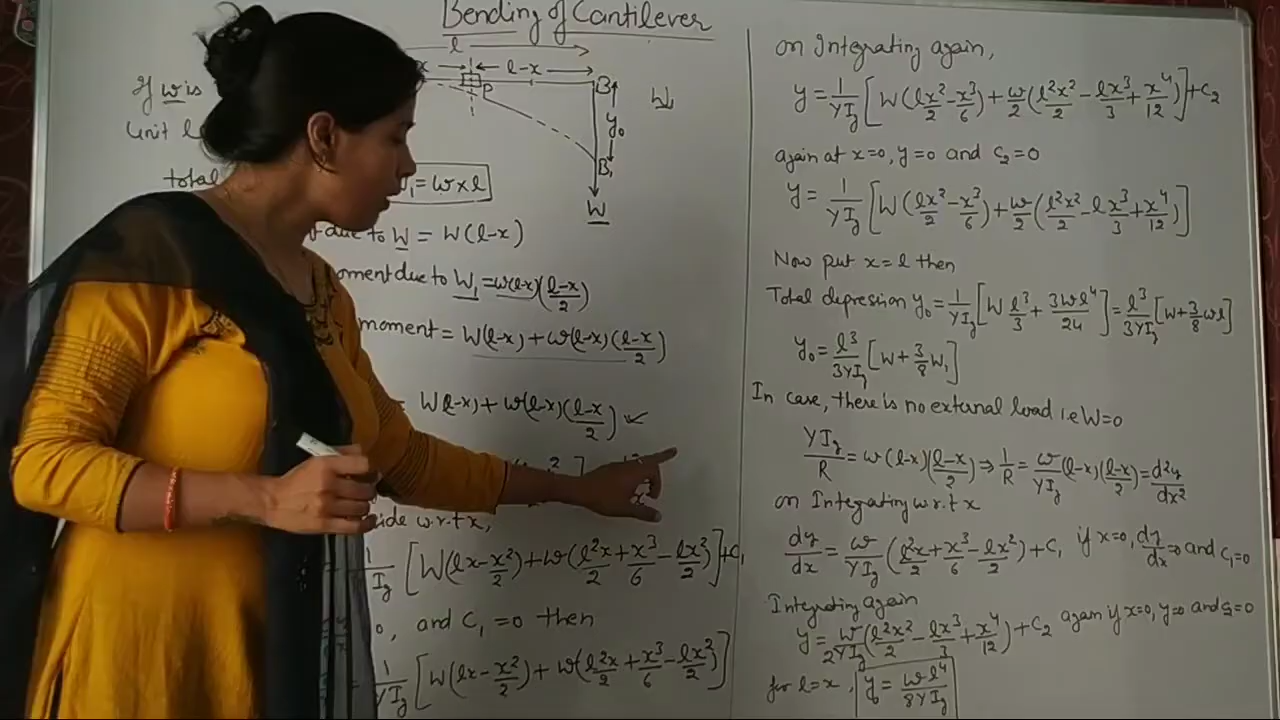 Bending of Cantilever
l
x l-x
If w is
P B
Unit l
y₀
W
total
W₁ = w×l
B₁
W
due to W = W(l-x)
moment due to W₁ = w(l-x)(l-x/2)
moment = W(l-x) + w(l-x)(l-x/2)
= W(l-x) + w(l-x)(l-x/2) ✓
side w.r.t x,
1/YI_g [W(lx - x²/2) + w(l²x/2 + x³/6 - lx²/2)] + C₁
0, and C₁ = 0 then
1/YI_g [W(lx - x²/2) + w(l²x/2 + x³/6 - lx²/2)]
on Integrating again,
y = 1/YI_g [W(lx²/2 - x³/6) + w/2(l²x²/2 - lx³/3 + x⁴/12)] + C₂
again at x=0, y=0 and C₂=0
y = 1/YI_g [W(lx²/2 - x³/6) + w/2(l²x²/2 - lx³/3 + x⁴/12)]
Now put x = l then
Total depression y₀ = 1/YI_g [W l³/3 + 3wl⁴/24] = l³/3YI_g [W + 3/8 wl]
y₀ = l³/3YI_g [W + 3/8 W₁]
In case, there is no external load i.e W=0
YI_g/R = w(l-x)(l-x/2) ⇒ 1/R = w/YI_g (l-x)(l-x/2) = d²y/dx²
on Integrating w.r.t x
dy/dx = w/YI_g (l²x/2 + x³/6 - lx²/2) + C₁ if x=0, dy/dx=0 and C₁=0
Integrating again
y = w/2YI_g (l²x²/2 - lx³/3 + x⁴/12) + C₂ again if x=0, y=0 and C₂=0
for l=x, y₀ = wl⁴/8YI_g